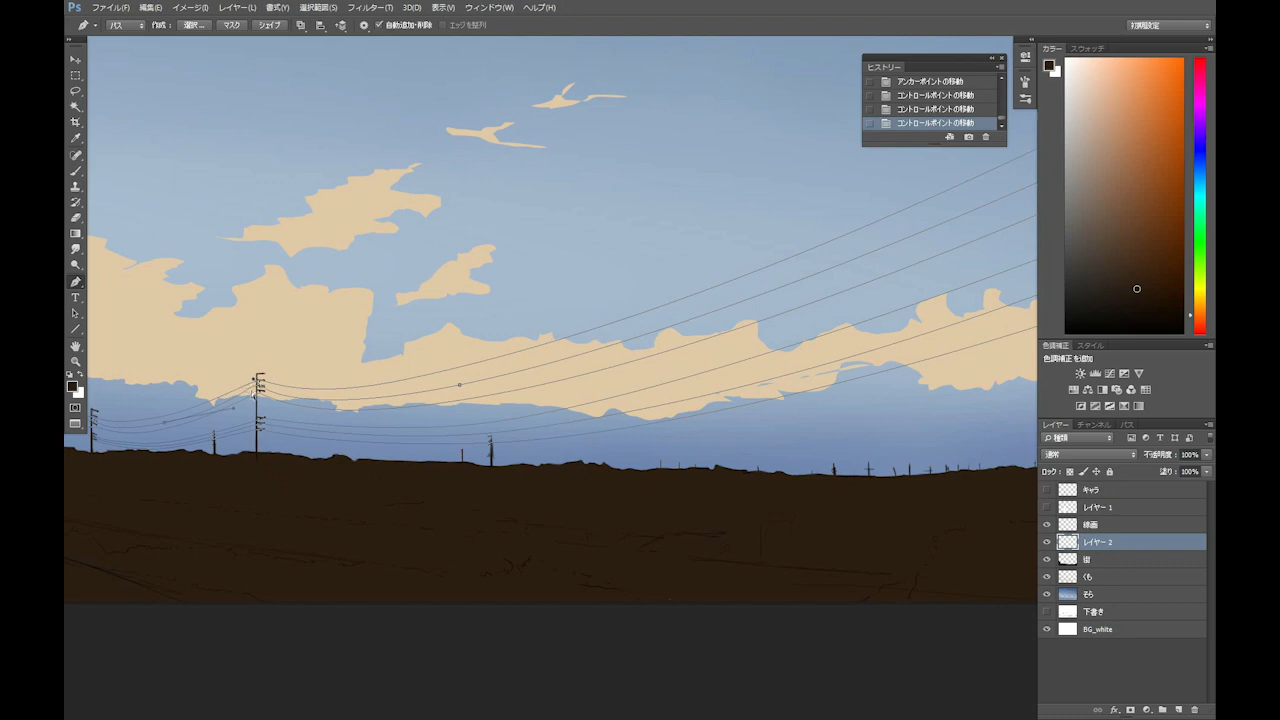 Ps ファイル(F) 編集(E) イメージ(I) レイヤー(L) 書式(Y) 選択範囲(S) フィルター(T) 3D(D) 表示(V) ウィンドウ(W) ヘルプ(H)
パス 作成： 選択... マスク シェイプ 自動追加・削除 エッジを整列 初期設定
カラー スウォッチ
ヒストリー
アンカーポイントの移動
コントロールポイントの移動
コントロールポイントの移動
コントロールポイントの移動
色調補正 スタイル
色調補正を追加
レイヤー チャンネル パス
種類
通常 不透明度： 100%
ロック： 塗り： 100%
キャラ
レイヤー 1
線画
レイヤー 2
くも
そら
下書き
BG_white
fx